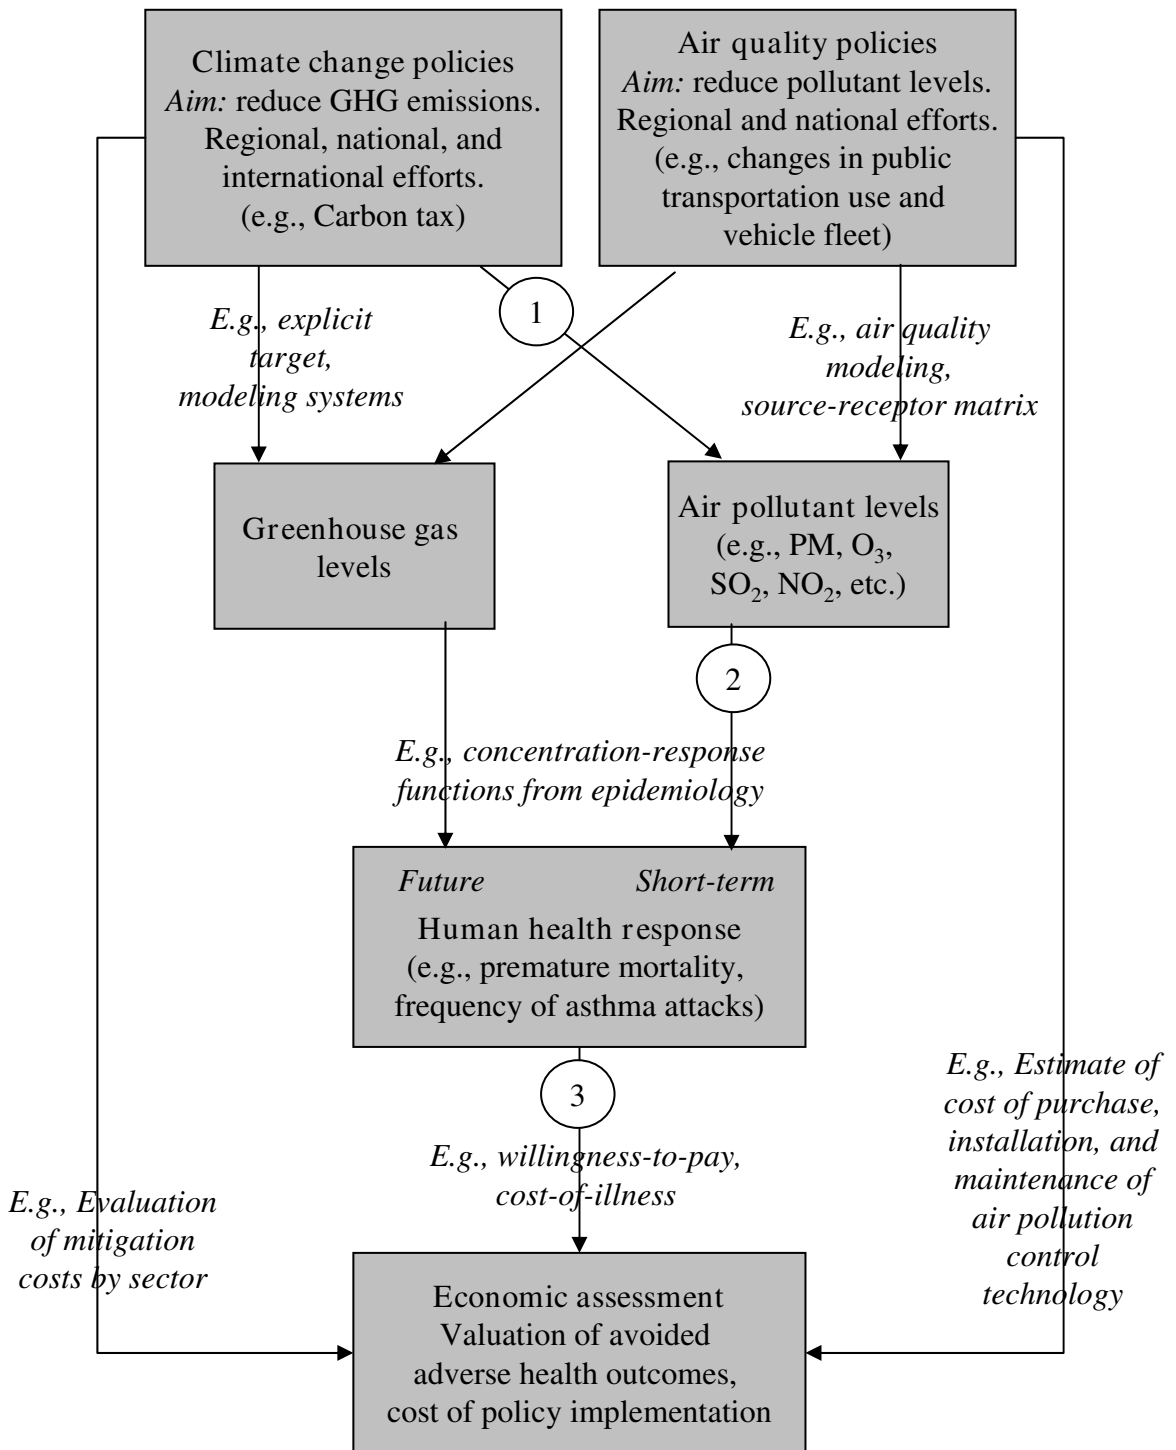 Climate change policies
Aim: reduce GHG emissions.
Regional, national, and
international efforts.
(e.g., Carbon tax)
Air quality policies
Aim: reduce pollutant levels.
Regional and national efforts.
(e.g., changes in public
transportation use and
vehicle fleet)
E.g., explicit
target,
modeling systems
1
E.g., air quality
modeling,
source-receptor matrix
Greenhouse gas
levels
Air pollutant levels
(e.g., PM, O₃,
SO₂, NO₂, etc.)
2
E.g., concentration-response
functions from epidemiology
Future Short-term
Human health response
(e.g., premature mortality,
frequency of asthma attacks)
3
E.g., willingness-to-pay,
cost-of-illness
E.g., Evaluation
of mitigation
costs by sector
E.g., Estimate of
cost of purchase,
installation, and
maintenance of
air pollution
control
technology
Economic assessment
Valuation of avoided
adverse health outcomes,
cost of policy implementation